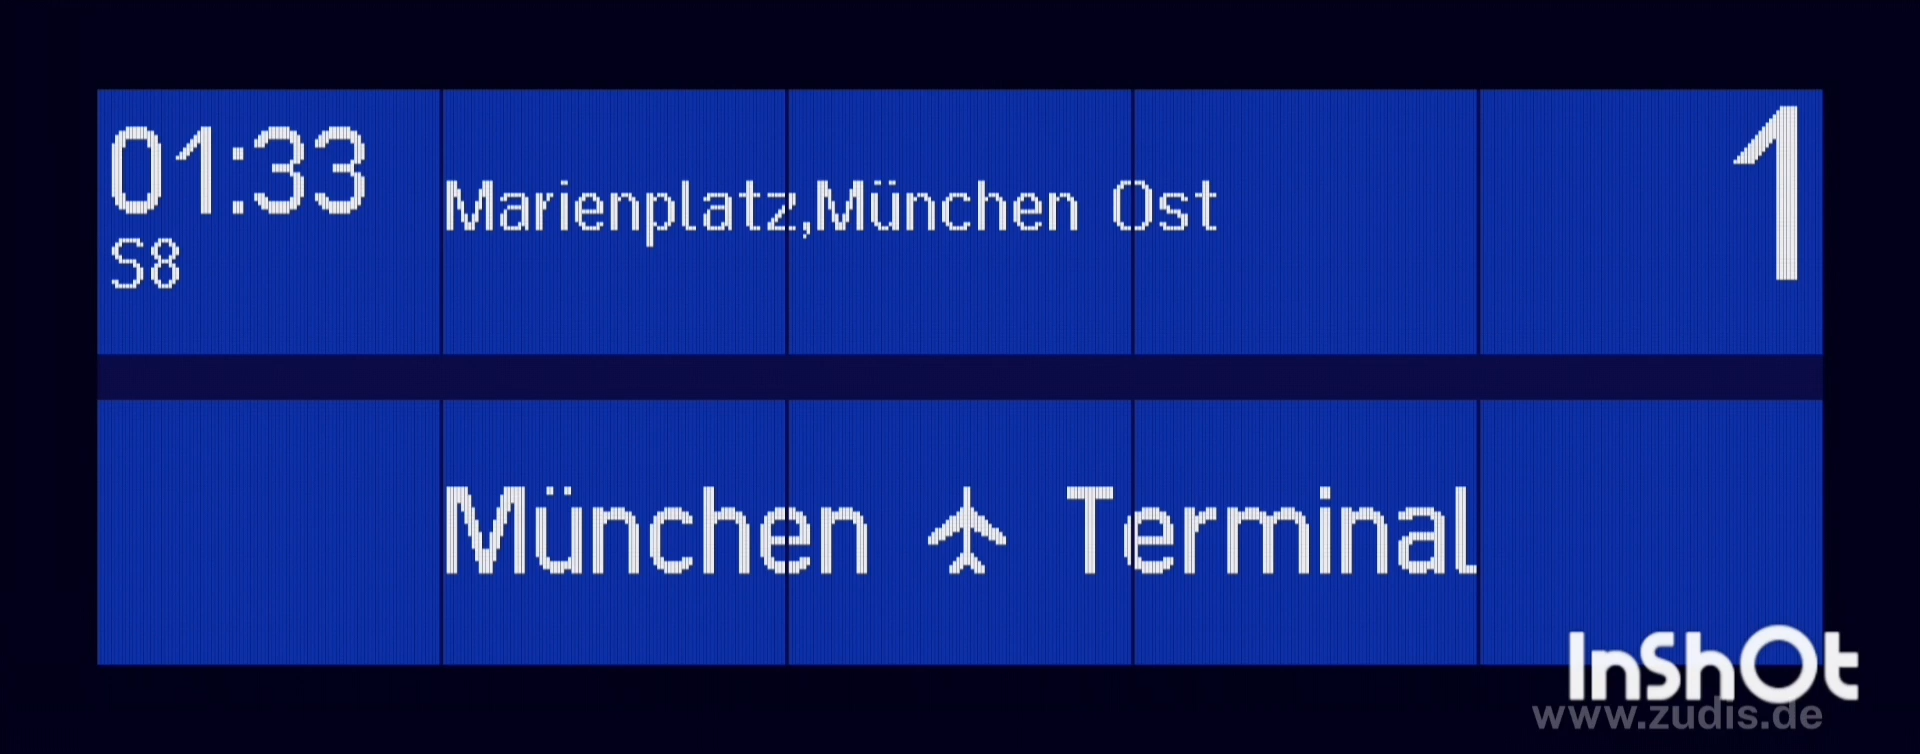 01:33
Marienplatz,München Ost
1
S8
München Terminal
InShOt
www.zudis.de